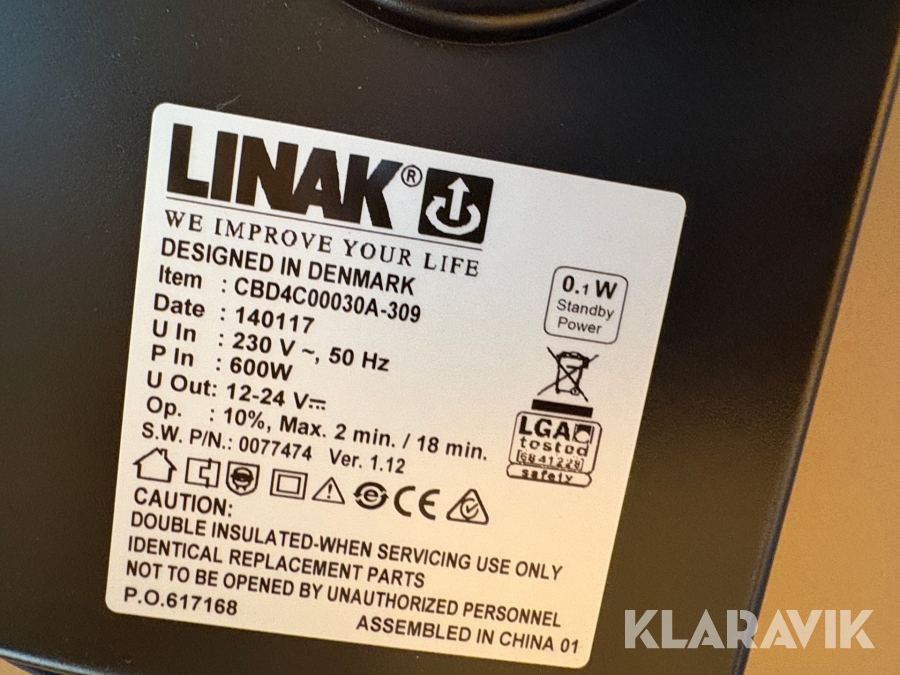 LINAK®
WE IMPROVE YOUR LIFE
DESIGNED IN DENMARK
Item : CBD4C00030A-309
Date : 140117
U In : 230 V ~, 50 Hz
P In : 600W
U Out: 12-24 V⎓
Op. : 10%, Max. 2 min. / 18 min.
S.W. P/N.: 0077474 Ver. 1.12
0.1 W
Standby
Power
LGA
tested
safety
CE
CAUTION:
DOUBLE INSULATED-WHEN SERVICING USE ONLY
IDENTICAL REPLACEMENT PARTS
NOT TO BE OPENED BY UNAUTHORIZED PERSONNEL
P.O.617168
ASSEMBLED IN CHINA 01
KLARAVIK